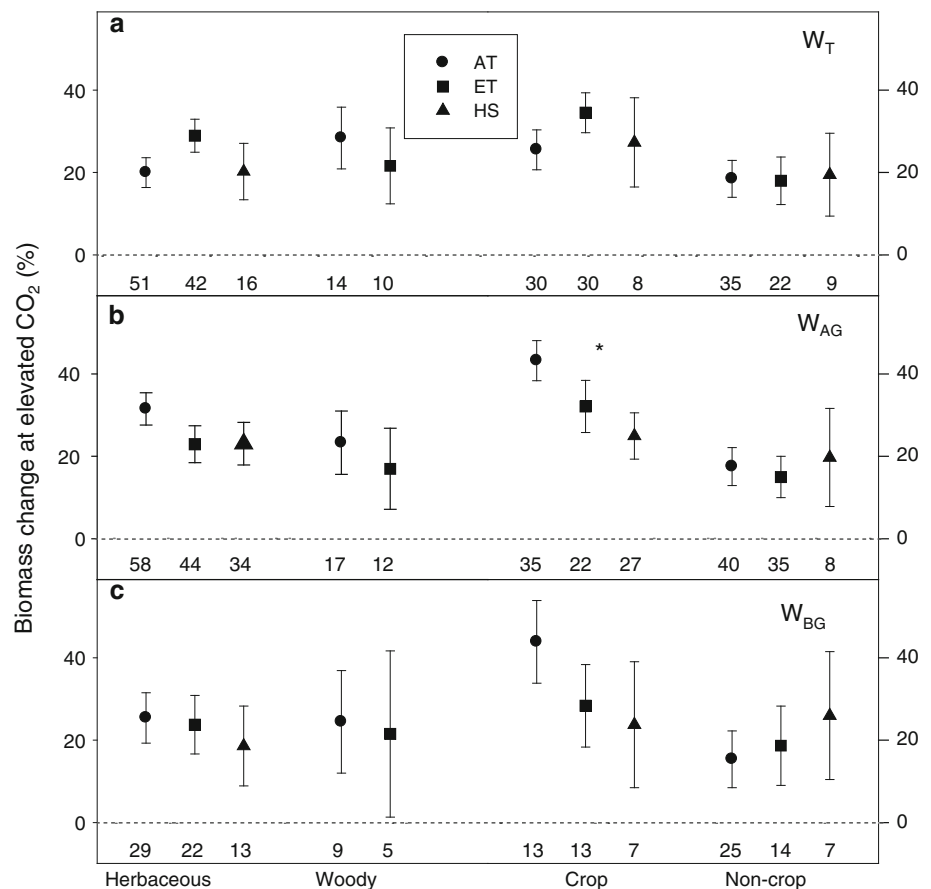 a
W_T
AT
ET
HS
40
20
0
40
20
0
51 42 16 14 10 30 30 8 35 22 9
b
W_AG
*
40
20
0
40
20
0
58 44 34 17 12 35 22 27 40 35 8
c
W_BG
40
20
0
40
20
0
29 22 13 9 5 13 13 7 25 14 7
Herbaceous Woody Crop Non-crop
Biomass change at elevated CO₂ (%)